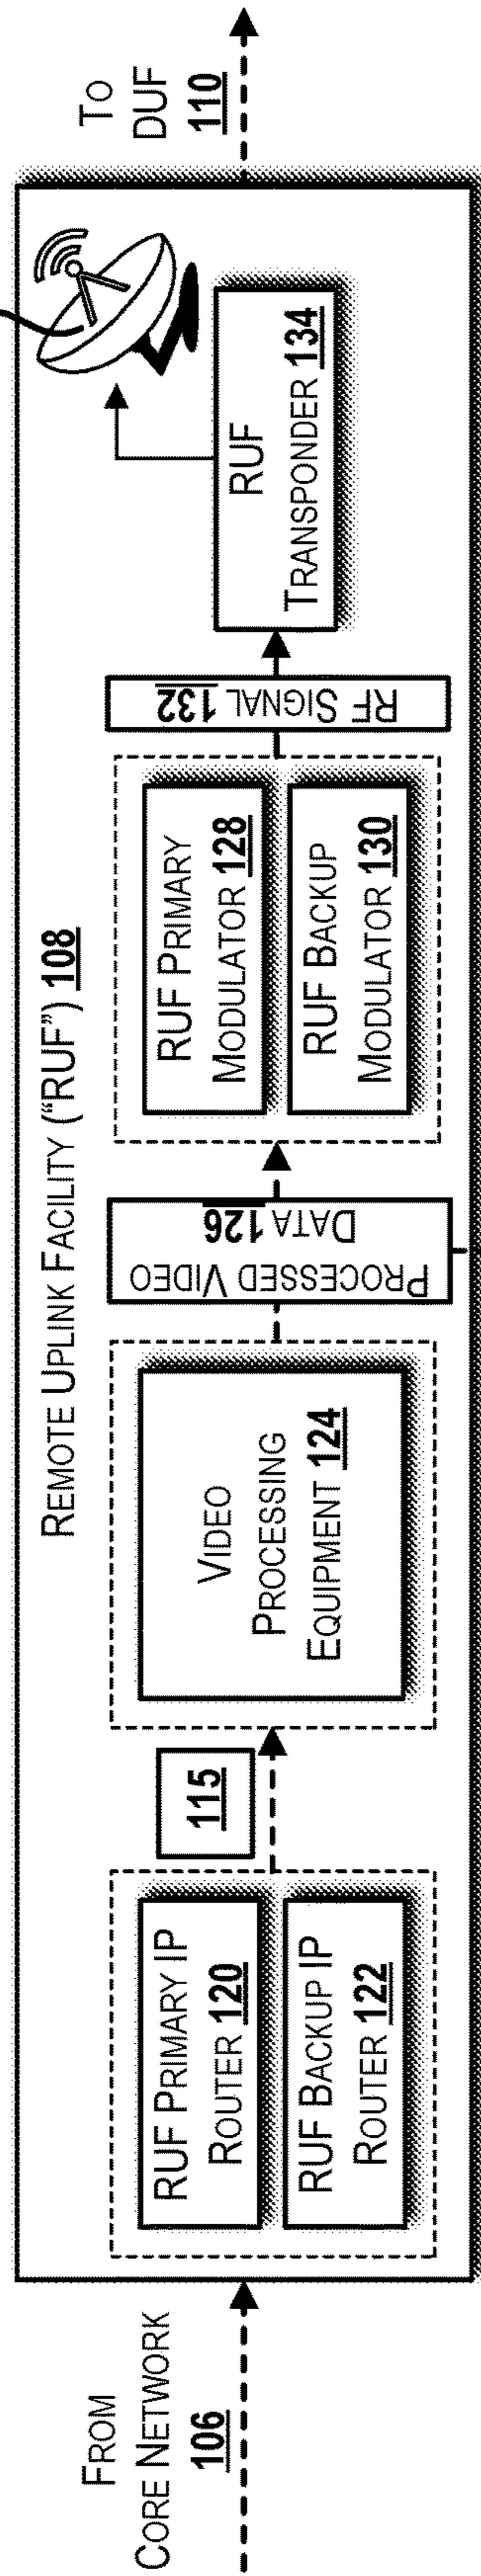 FROM
CORE NETWORK
106
REMOTE UPLINK FACILITY (“RUF”) 108
RUF PRIMARY IP
ROUTER 120
RUF BACKUP IP
ROUTER 122
115
VIDEO
PROCESSING
EQUIPMENT 124
PROCESSED VIDEO
DATA 126
RUF PRIMARY
MODULATOR 128
RUF BACKUP
MODULATOR 130
RF SIGNAL 132
RUF
TRANSPONDER 134
TO
DUF
110